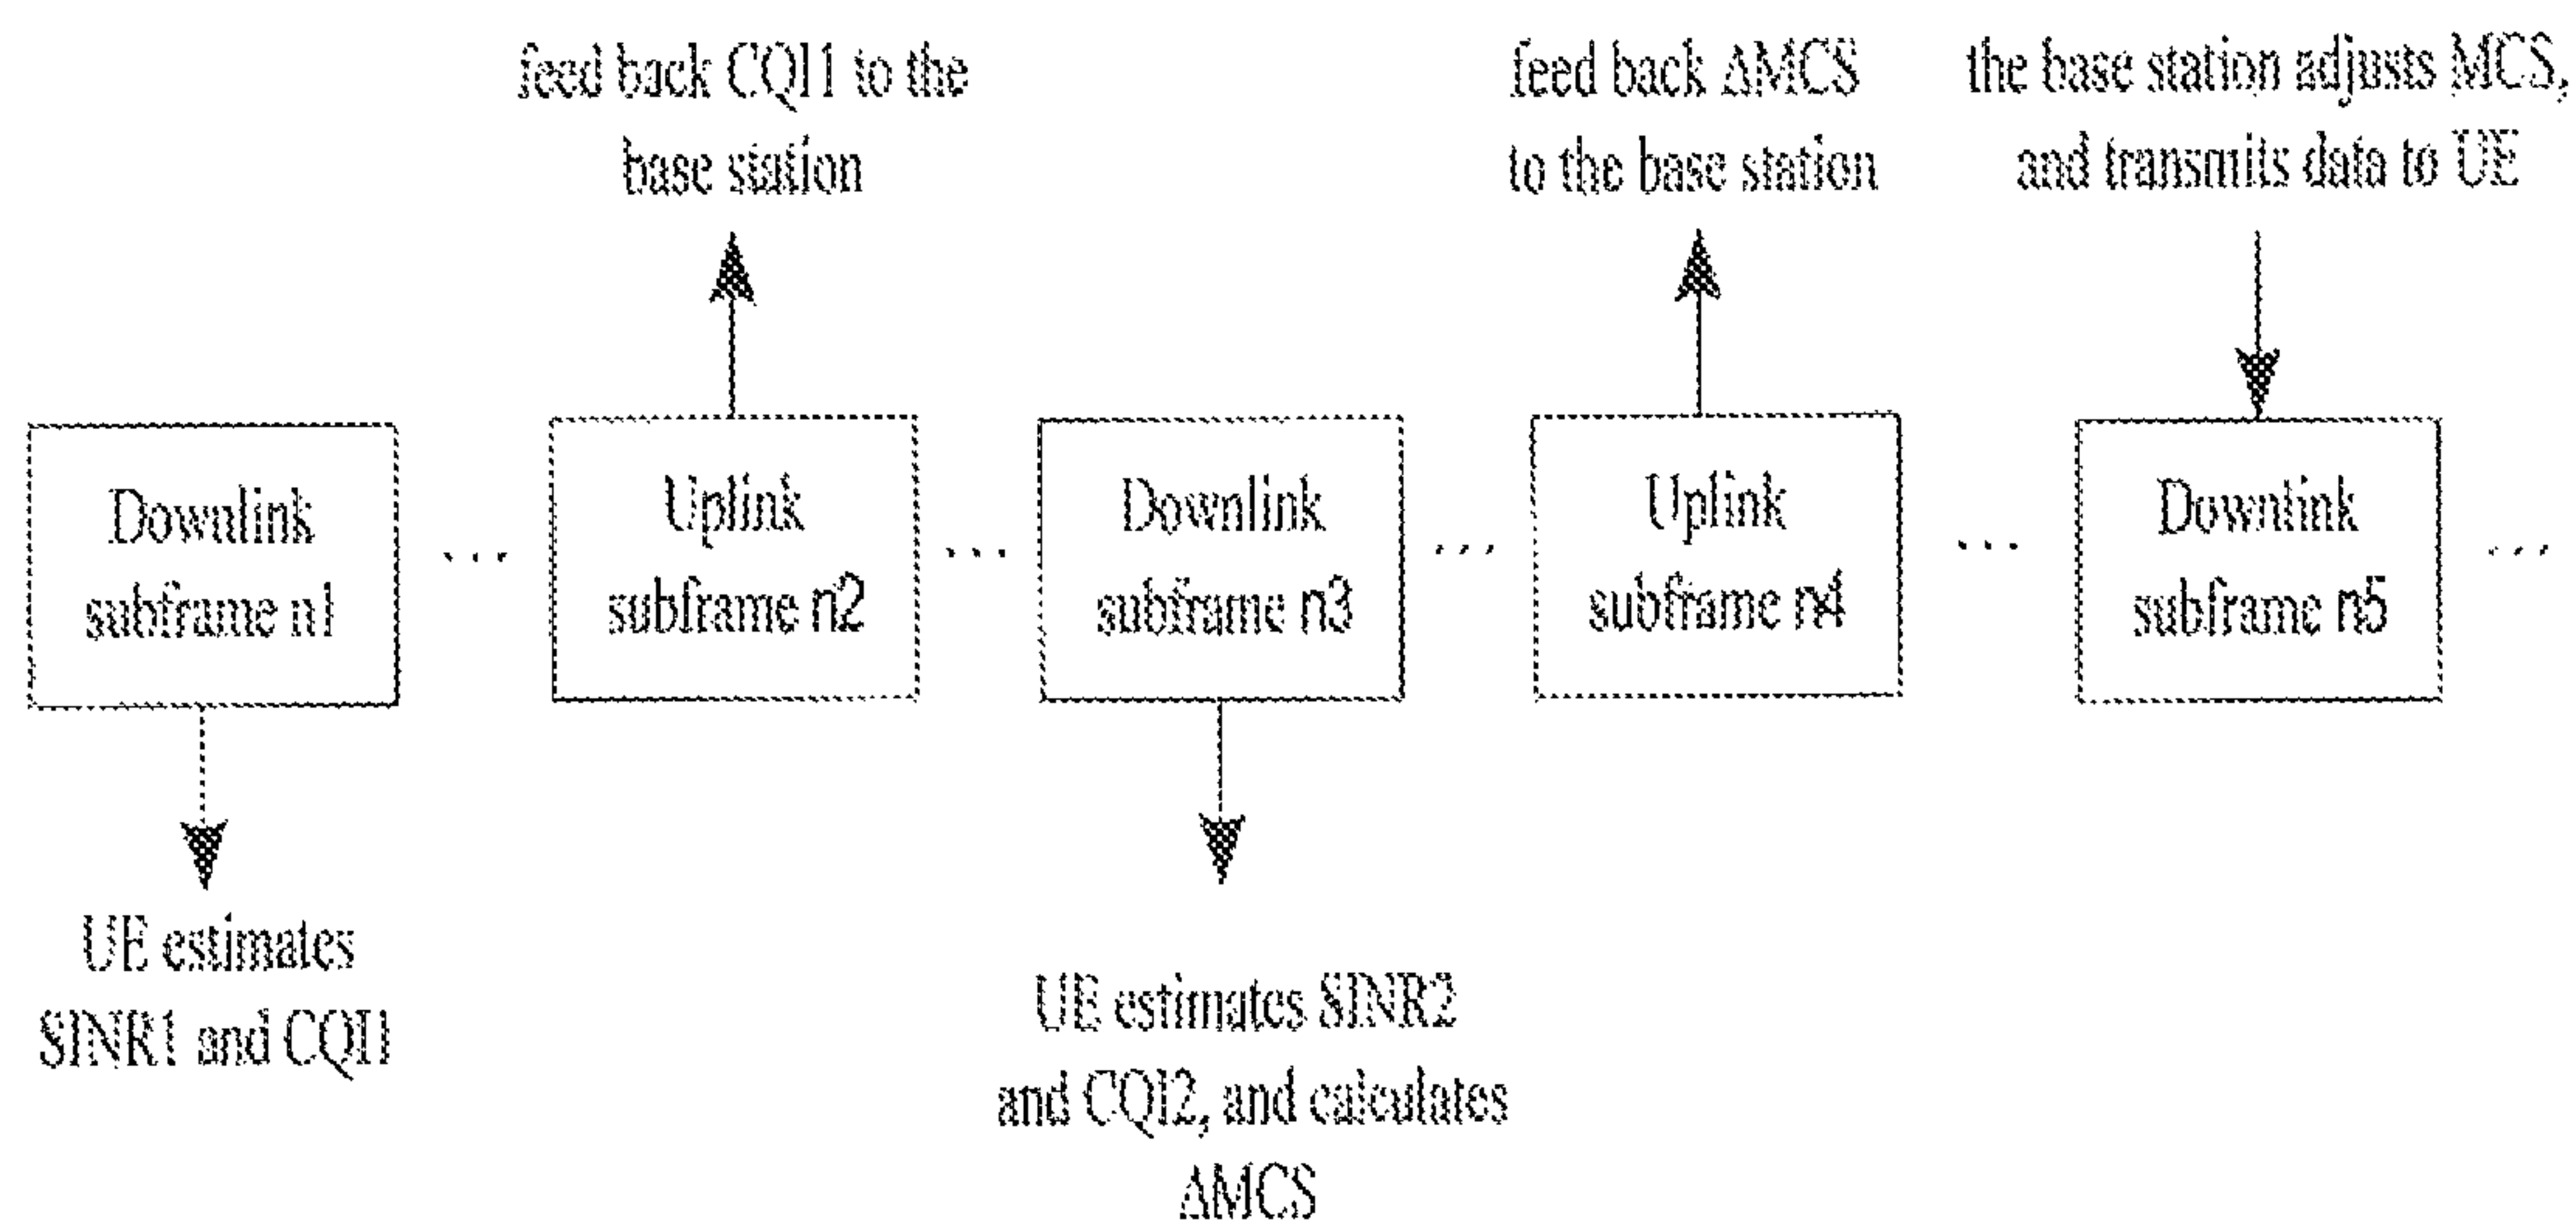 feed back CQI1 to the
base station
feed back ΔMCS
to the base station
the base station adjusts MCS,
and transmits data to UE
Downlink
subframe n1
...
Uplink
subframe n2
...
Downlink
subframe n3
...
Uplink
subframe n4
...
Downlink
subframe n5
...
UE estimates
SINR1 and CQI1
UE estimates SINR2
and CQI2, and calculates
ΔMCS